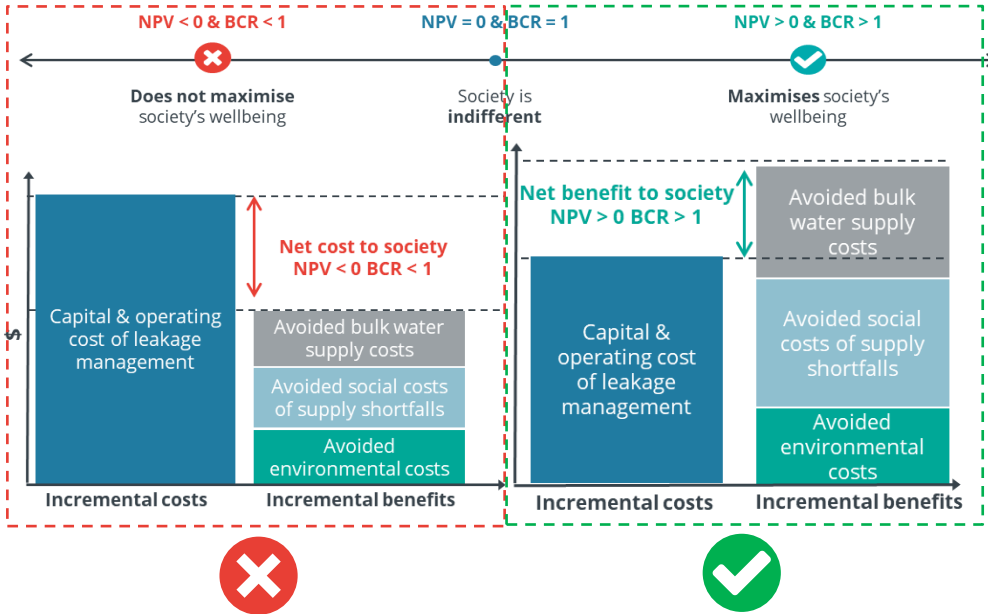 NPV < 0 & BCR < 1
NPV = 0 & BCR = 1
NPV > 0 & BCR > 1
Does not maximise
society's wellbeing
Society is
indifferent
Maximises society's
wellbeing
$
Capital & operating
cost of leakage
management
Net cost to society
NPV < 0 BCR < 1
Avoided bulk water
supply costs
Avoided social costs
of supply shortfalls
Avoided
environmental costs
Incremental costs
Incremental benefits
Net benefit to society
NPV > 0 BCR > 1
Capital &
operating cost
of leakage
management
Avoided bulk
water supply
costs
Avoided social
costs of supply
shortfalls
Avoided
environmental
costs
Incremental costs
Incremental benefits